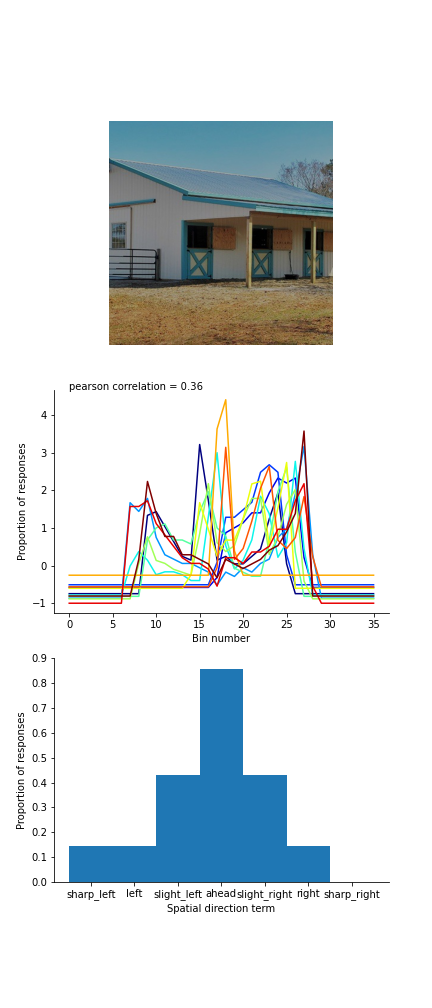 pearson correlation = 0.36
Proportion of responses
4
3
2
1
0
−1
0 5 10 15 20 25 30 35
Bin number
Proportion of responses
0.9
0.8
0.7
0.6
0.5
0.4
0.3
0.2
0.1
0.0
sharp_left left slight_left ahead slight_right right sharp_right
Spatial direction term